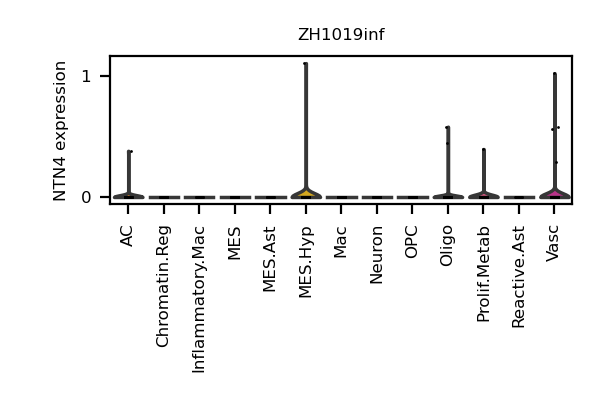 ZH1019inf
NTN4 expression
1
0
AC
Chromatin.Reg
Inflammatory.Mac
MES
MES.Ast
MES.Hyp
Mac
Neuron
OPC
Oligo
Prolif.Metab
Reactive.Ast
Vasc